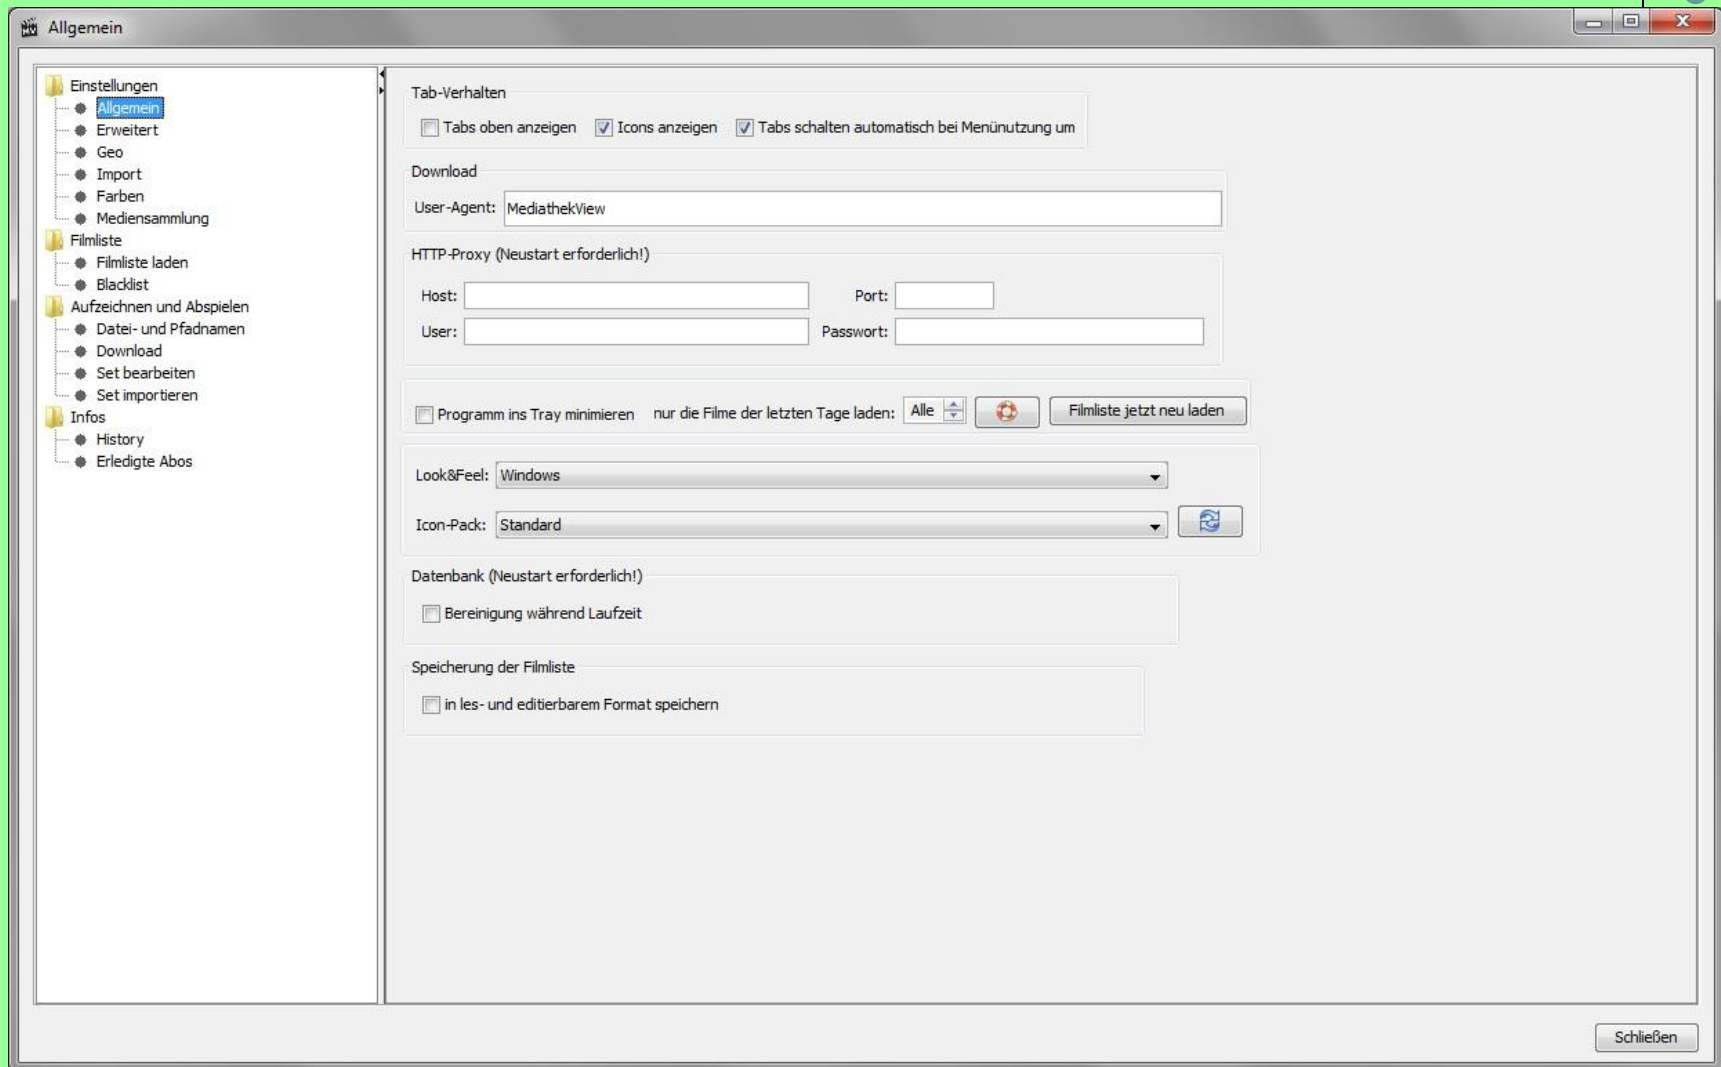 Allgemein
Einstellungen
Allgemein
Erweitert
Geo
Import
Farben
Mediensammlung
Filmliste
Filmliste laden
Blacklist
Aufzeichnen und Abspielen
Datei- und Pfadnamen
Download
Set bearbeiten
Set importieren
Infos
History
Erledigte Abos
Tab-Verhalten
Tabs oben anzeigen Icons anzeigen Tabs schalten automatisch bei Menünutzung um
Download
User-Agent: MediathekView
HTTP-Proxy (Neustart erforderlich!)
Host: Port:
User: Passwort:
Programm ins Tray minimieren nur die Filme der letzten Tage laden: Alle Filmliste jetzt neu laden
Look&Feel: Windows
Icon-Pack: Standard
Datenbank (Neustart erforderlich!)
Bereinigung während Laufzeit
Speicherung der Filmliste
in les- und editierbarem Format speichern
Schließen